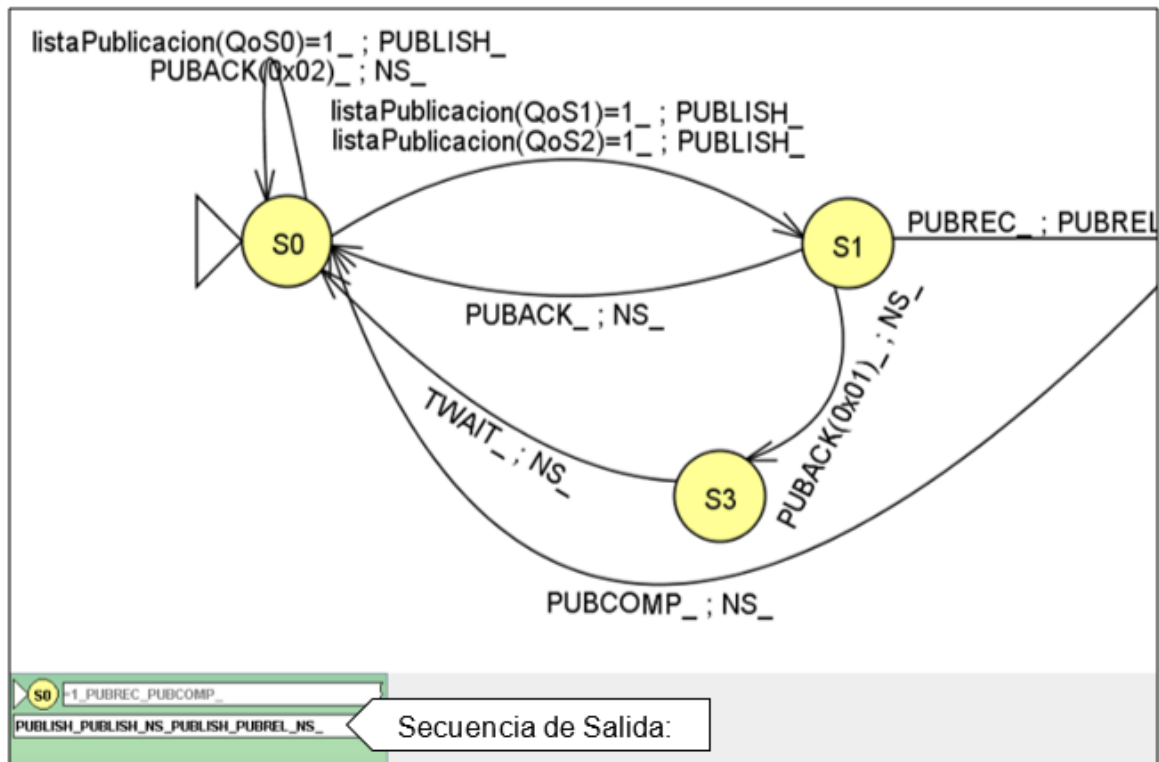 listaPublicacion(QoS0)=1_ ; PUBLISH_
PUBACK(0x02)_ ; NS_
listaPublicacion(QoS1)=1_ ; PUBLISH_
listaPublicacion(QoS2)=1_ ; PUBLISH_
S0
S1
PUBREC_ ; PUBREL
PUBACK_ ; NS_
PUBACK(0x01)_ ; NS_
TWAIT_ ; NS_
S3
PUBCOMP_ ; NS_
S0
=1_PUBREC_PUBCOMP_
PUBLISH_PUBLISH_NS_PUBLISH_PUBREL_NS_
Secuencia de Salida: